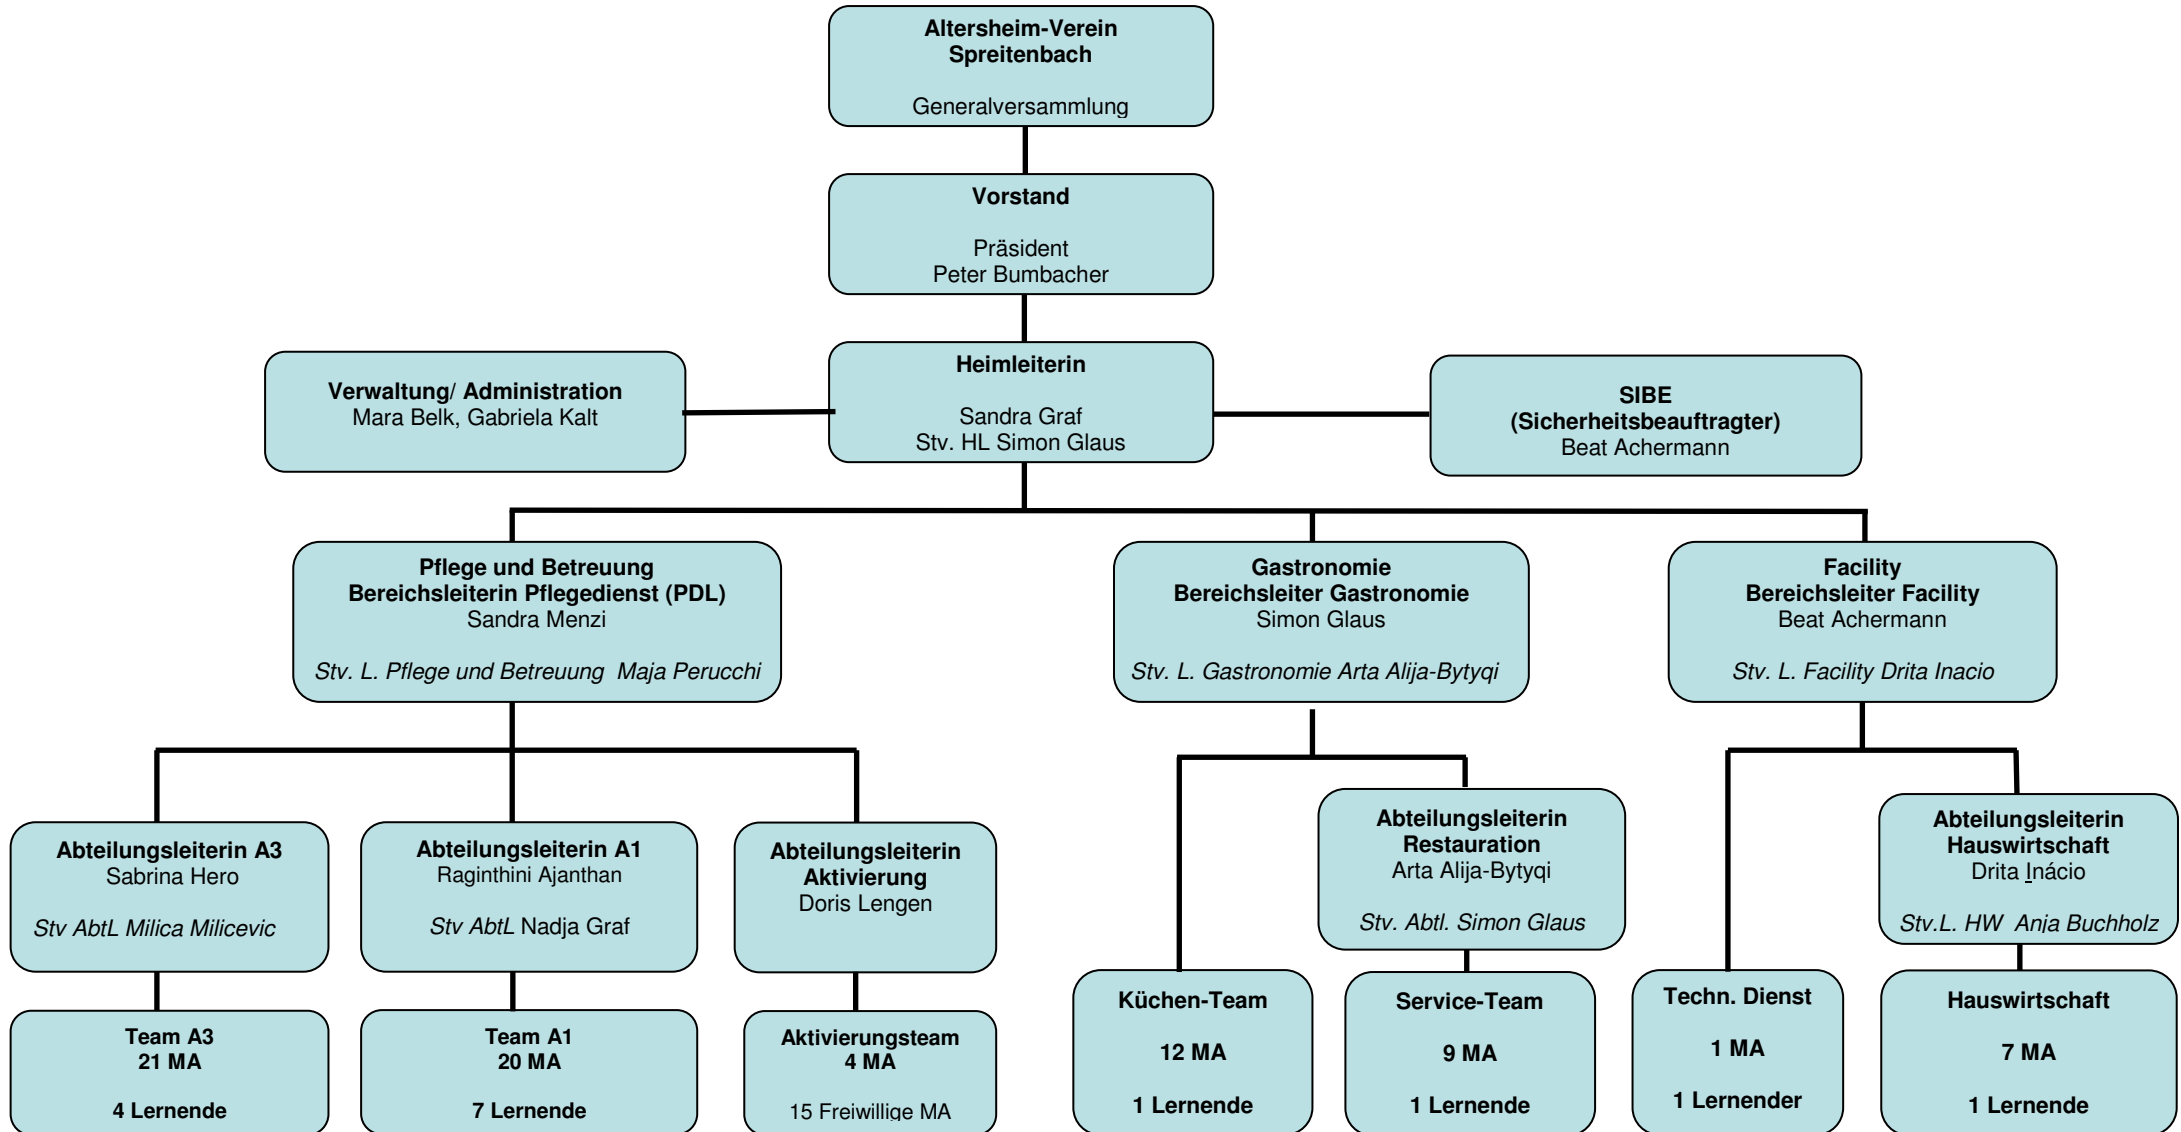 Altersheim-Verein
Spreitenbach
Generalversammlung
Vorstand
Präsident
Peter Bumbacher
Verwaltung/ Administration
Mara Belk, Gabriela Kalt
Heimleiterin
Sandra Graf
Stv. HL Simon Glaus
SIBE
(Sicherheitsbeauftragter)
Beat Achermann
Pflege und Betreuung
Bereichsleiterin Pflegedienst (PDL)
Sandra Menzi
Stv. L. Pflege und Betreuung  Maja Perucchi
Gastronomie
Bereichsleiter Gastronomie
Simon Glaus
Stv. L. Gastronomie Arta Alija-Bytyqi
Facility
Bereichsleiter Facility
Beat Achermann
Stv. L. Facility Drita Inacio
Abteilungsleiterin A3
Sabrina Hero
Stv AbtL Milica Milicevic
Abteilungsleiterin A1
Raginthini Ajanthan
Stv AbtL Nadja Graf
Abteilungsleiterin
Aktivierung
Doris Lengen
Abteilungsleiterin
Restauration
Arta Alija-Bytyqi
Stv. Abtl. Simon Glaus
Abteilungsleiterin
Hauswirtschaft
Drita Inácio
Stv.L. HW  Anja Buchholz
Team A3
21 MA
4 Lernende
Team A1
20 MA
7 Lernende
Aktivierungsteam
4 MA
15 Freiwillige MA
Küchen-Team
12 MA
1 Lernende
Service-Team
9 MA
1 Lernende
Techn. Dienst
1 MA
1 Lernender
Hauswirtschaft
7 MA
1 Lernende